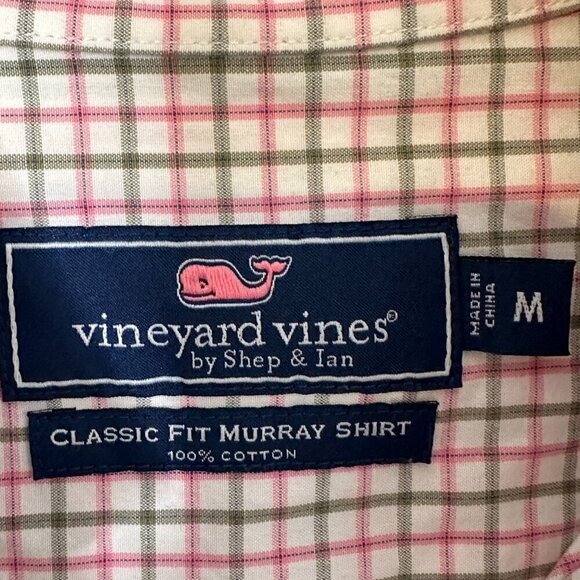 vineyard vines®
by Shep & Ian
MADE IN
CHINA
M
CLASSIC FIT MURRAY SHIRT
100% COTTON